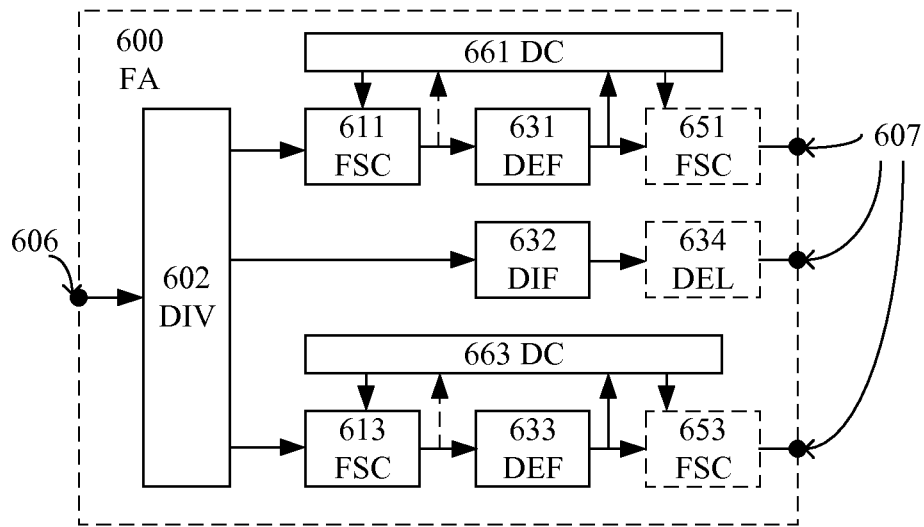 600
FA
661 DC
611
FSC
631
DEF
651
FSC
607
606
602
DIV
632
DIF
634
DEL
663 DC
613
FSC
633
DEF
653
FSC